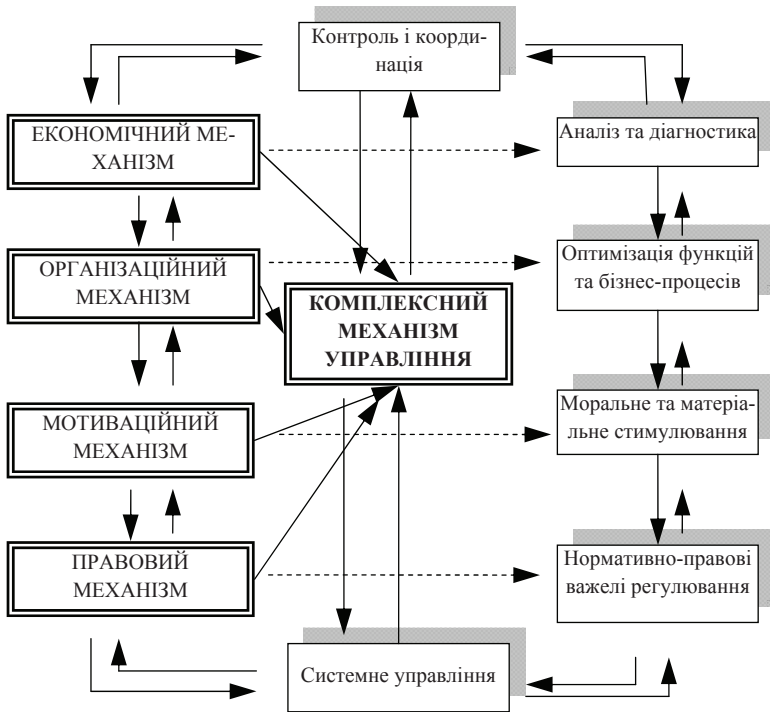 Контроль і коорди-
нація
ЕКОНОМІЧНИЙ МЕ-
ХАНІЗМ
Аналіз та діагностика
ОРГАНІЗАЦІЙНИЙ
МЕХАНІЗМ
Оптимізація функцій
та бізнес-процесів
КОМПЛЕКСНИЙ
МЕХАНІЗМ
УПРАВЛІННЯ
МОТИВАЦІЙНИЙ
МЕХАНІЗМ
Моральне та матеріа-
льне стимулювання
ПРАВОВИЙ
МЕХАНІЗМ
Нормативно-правові
важелі регулювання
Системне управління